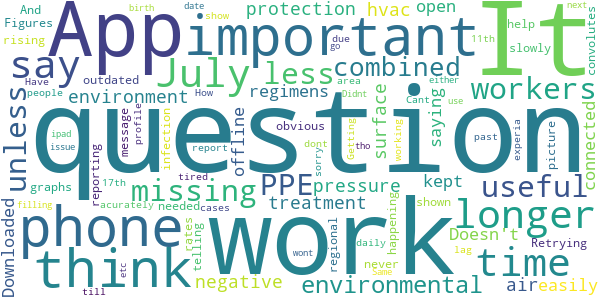 And Figures birth App date show important protection hvac open It help next
rising due go slowly 11th convolutes
say July less combined workers
Have people outdated How area Didnt either Cant use
unless environment regimens surface saying connected
message profile infection offline obvious tho Getting working past picture experia
question
ipad issue report dont sorry
graphs reporting 17th tired missing PPE pressure kept shown useful
acurately needed cases treatment happening never Doesn't longer
Downloaded phone rates telling work regional daily lag Retrying
filling think wont Same time
etc till negative environmental air easily